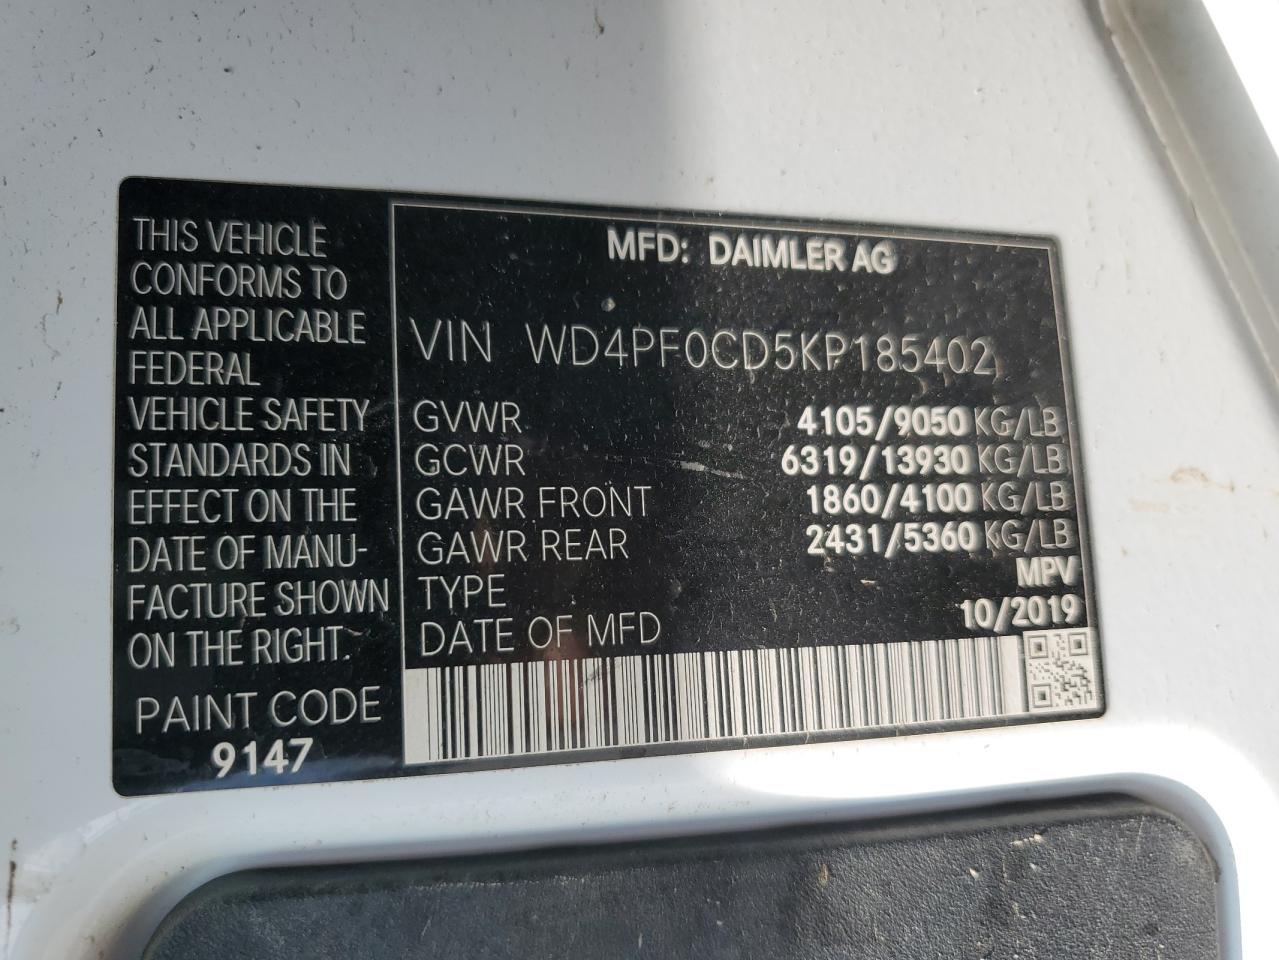 THIS VEHICLE
CONFORMS TO
ALL APPLICABLE
FEDERAL
VEHICLE SAFETY
STANDARDS IN
EFFECT ON THE
DATE OF MANU-
FACTURE SHOWN
ON THE RIGHT.
PAINT CODE
9147
MFD: DAIMLER AG
VIN WD4PF0CD5KP185402
GVWR 4105/9050 KG/LB
GCWR 6319/13930 KG/LB
GAWR FRONT 1860/4100 KG/LB
GAWR REAR 2431/5360 KG/LB
TYPE MPV
DATE OF MFD 10/2019